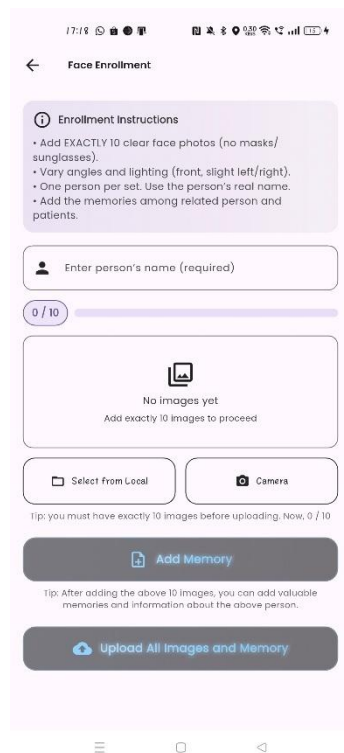 17:18
0.30 KB/S
15
Face Enrollment
Enrollment Instructions
• Add EXACTLY 10 clear face photos (no masks/
sunglasses).
• Vary angles and lighting (front, slight left/right).
• One person per set. Use the person's real name.
• Add the memories among related person and
patients.
Enter person's name (required)
0 / 10
No images yet
Add exactly 10 images to proceed
Select from Local
Camera
Tip: you must have exactly 10 images before uploading. Now, 0 / 10
Add Memory
Tip: After adding the above 10 images, you can add valuable
memories and information about the above person.
Upload All Images and Memory